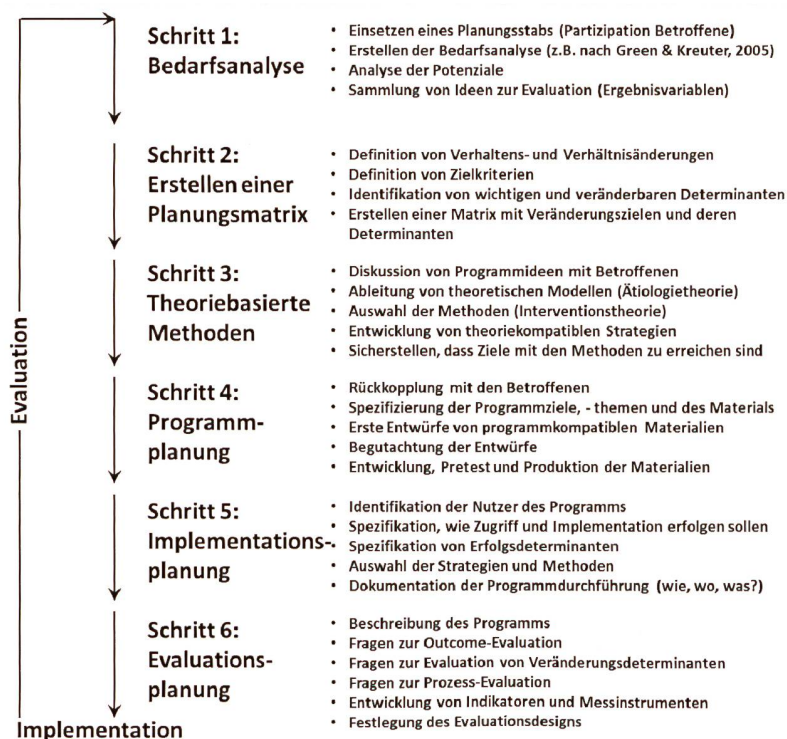 Schritt 1:
Bedarfsanalyse
• Einsetzen eines Planungsstabs (Partizipation Betroffene)
• Erstellen der Bedarfsanalyse (z.B. nach Green & Kreuter, 2005)
• Analyse der Potenziale
• Sammlung von Ideen zur Evaluation (Ergebnisvariablen)
Schritt 2:
Erstellen einer
Planungsmatrix
• Definition von Verhaltens- und Verhältnisänderungen
• Definition von Zielkriterien
• Identifikation von wichtigen und veränderbaren Determinanten
• Erstellen einer Matrix mit Veränderungszielen und deren
Determinanten
Schritt 3:
Theoriebasierte
Methoden
• Diskussion von Programmideen mit Betroffenen
• Ableitung von theoretischen Modellen (Ätiologietheorie)
• Auswahl der Methoden (Interventionstheorie)
• Entwicklung von theoriekompatiblen Strategien
• Sicherstellen, dass Ziele mit den Methoden zu erreichen sind
Schritt 4:
Programm-
planung
• Rückkopplung mit den Betroffenen
• Spezifizierung der Programmziele, - themen und des Materials
• Erste Entwürfe von programmkompatiblen Materialien
• Begutachtung der Entwürfe
• Entwicklung, Pretest und Produktion der Materialien
Schritt 5:
Implementations-
planung
• Identifikation der Nutzer des Programms
• Spezifikation, wie Zugriff und Implementation erfolgen sollen
• Spezifikation von Erfolgsdeterminanten
• Auswahl der Strategien und Methoden
• Dokumentation der Programmdurchführung (wie, wo, was?)
Schritt 6:
Evaluations-
planung
• Beschreibung des Programms
• Fragen zur Outcome-Evaluation
• Fragen zur Evaluation von Veränderungsdeterminanten
• Fragen zur Prozess-Evaluation
• Entwicklung von Indikatoren und Messinstrumenten
• Festlegung des Evaluationsdesigns
Implementation
Evaluation